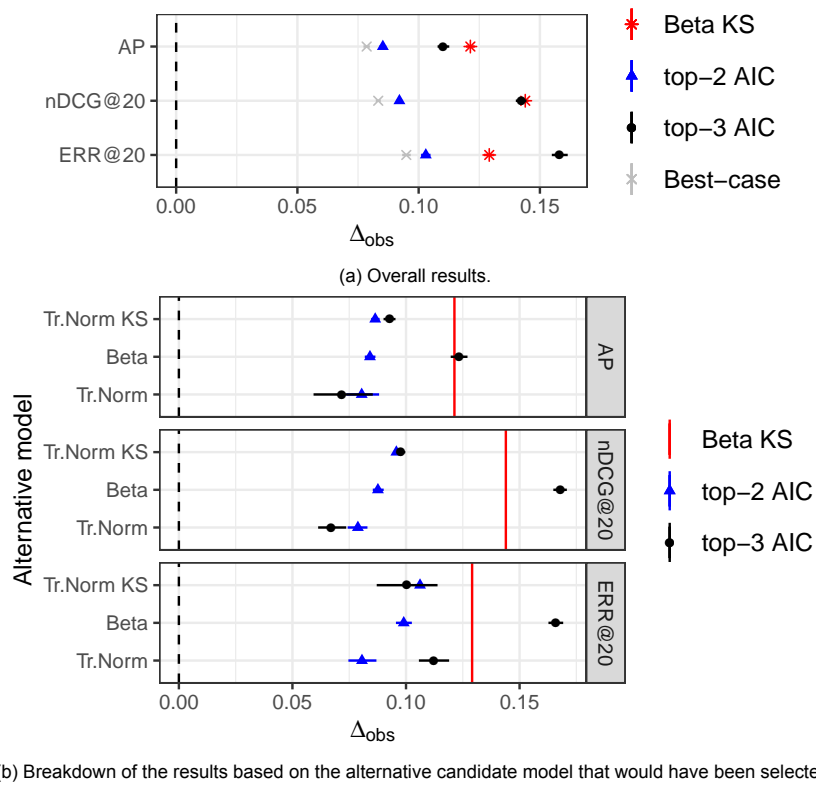 AP
nDCG@20
ERR@20
0.00 0.05 0.10 0.15
Δobs
Beta KS
top−2 AIC
top−3 AIC
Best−case
(a) Overall results.
Alternative model
Tr.Norm KS
Beta
Tr.Norm
AP
Tr.Norm KS
Beta
Tr.Norm
nDCG@20
Tr.Norm KS
Beta
Tr.Norm
ERR@20
0.00 0.05 0.10 0.15
Δobs
Beta KS
top−2 AIC
top−3 AIC
b) Breakdown of the results based on the alternative candidate model that would have been selecte